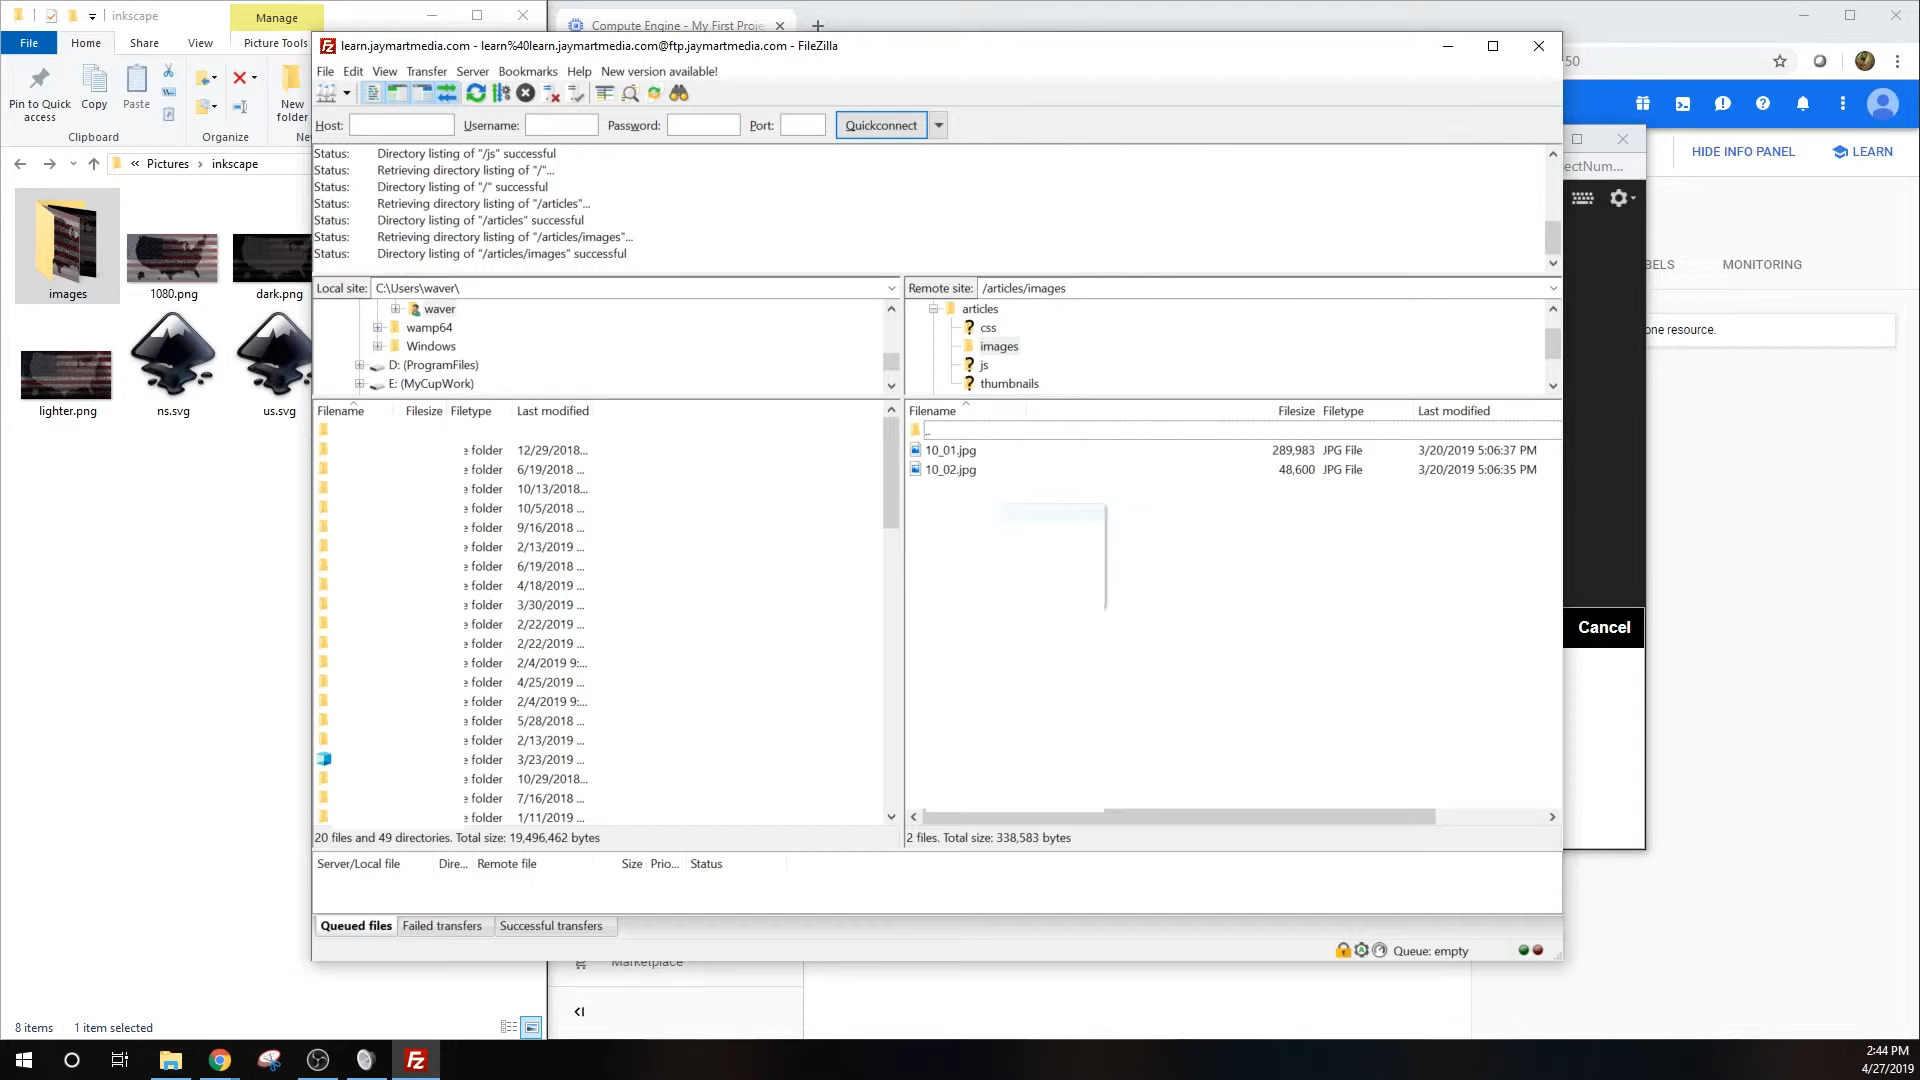 inkscape
Manage
File
Home
Share
View
Picture Tools
Pin to Quick
access
Copy
Paste
New
folder
Clipboard
Organize
Ne
« Pictures › inkscape
images
1080.png
dark.png
lighter.png
ns.svg
us.svg
8 items
1 item selected
Compute Engine - My First Proje
50
HIDE INFO PANEL
LEARN
ectNum...
BELS
MONITORING
one resource.
Cancel
Marketplace
learn.jaymartmedia.com - learn%40learn.jaymartmedia.com@ftp.jaymartmedia.com - FileZilla
File Edit View Transfer Server Bookmarks Help New version available!
Host: Username: Password: Port: Quickconnect
Status: Directory listing of "/js" successful
Status: Retrieving directory listing of "/"...
Status: Directory listing of "/" successful
Status: Retrieving directory listing of "/articles"...
Status: Directory listing of "/articles" successful
Status: Retrieving directory listing of "/articles/images"...
Status: Directory listing of "/articles/images" successful
Local site: C:\Users\waver\
waver
wamp64
Windows
D: (ProgramFiles)
E: (MyCupWork)
Remote site: /articles/images
articles
css
images
js
thumbnails
Filename Filesize Filetype Last modified
e folder 12/29/2018...
e folder 6/19/2018 ...
e folder 10/13/2018...
e folder 10/5/2018 ...
e folder 9/16/2018 ...
e folder 2/13/2019 ...
e folder 6/19/2018 ...
e folder 4/18/2019 ...
e folder 3/30/2019 ...
e folder 2/22/2019 ...
e folder 2/22/2019 ...
e folder 2/4/2019 9:...
e folder 4/25/2019 ...
e folder 2/4/2019 9:...
e folder 5/28/2018 ...
e folder 2/13/2019 ...
e folder 3/23/2019 ...
e folder 10/29/2018...
e folder 7/16/2018 ...
e folder 1/11/2019 ...
20 files and 49 directories. Total size: 19,496,462 bytes
Filename Filesize Filetype Last modified
..
10_01.jpg 289,983 JPG File 3/20/2019 5:06:37 PM
10_02.jpg 48,600 JPG File 3/20/2019 5:06:35 PM
2 files. Total size: 338,583 bytes
Server/Local file Dire... Remote file Size Prio... Status
Queued files Failed transfers Successful transfers
Queue: empty
2:44 PM
4/27/2019